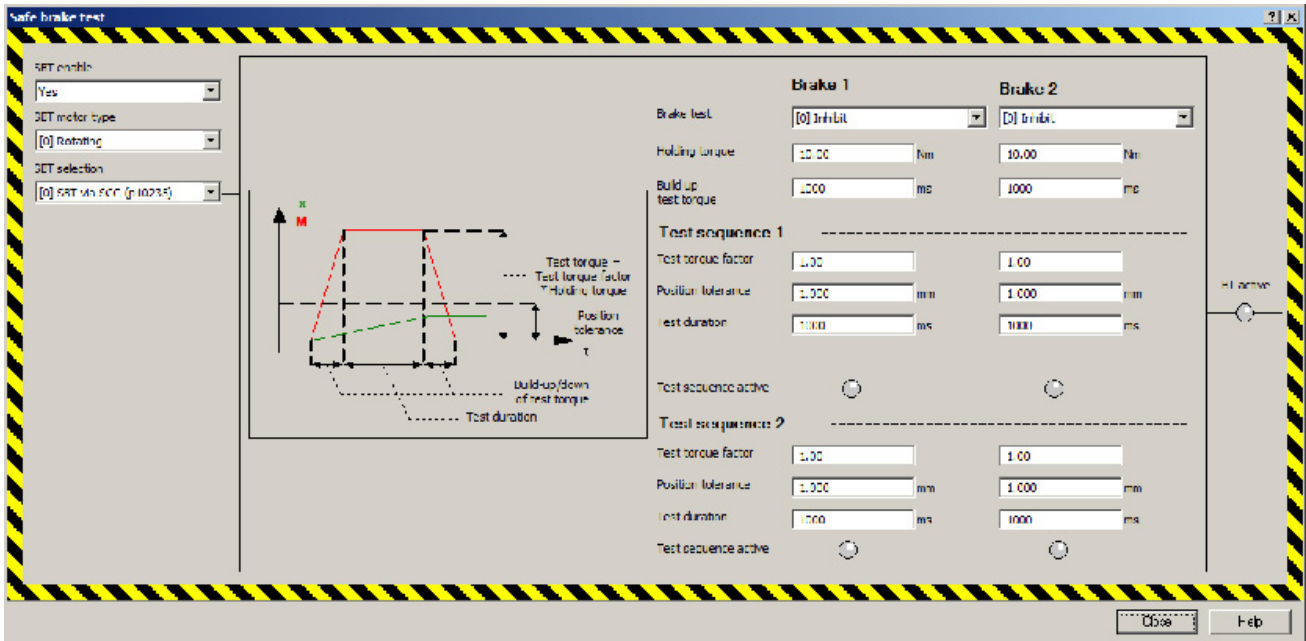 Safe brake test
SBT enable
Yes
SBT motor type
[0] Rotating
SBT selection
[0] SBT via SCC (p10235)
x
M
Test torque =
Test torque factor
* Holding torque
Position
tolerance
t
Build-up/down
of test torque
Test duration
Brake 1 Brake 2
Brake test [0] Inhibit [0] Inhibit
Holding torque 10.00 Nm 10.00 Nm
Build up
test torque 1000 ms 1000 ms
Test sequence 1
Test torque factor 1.00 1.00
Position tolerance 1.000 mm 1.000 mm
Test duration 1000 ms 1000 ms
Test sequence active
Test sequence 2
Test torque factor 1.00 1.00
Position tolerance 1.000 mm 1.000 mm
Test duration 1000 ms 1000 ms
Test sequence active
active
Close Help